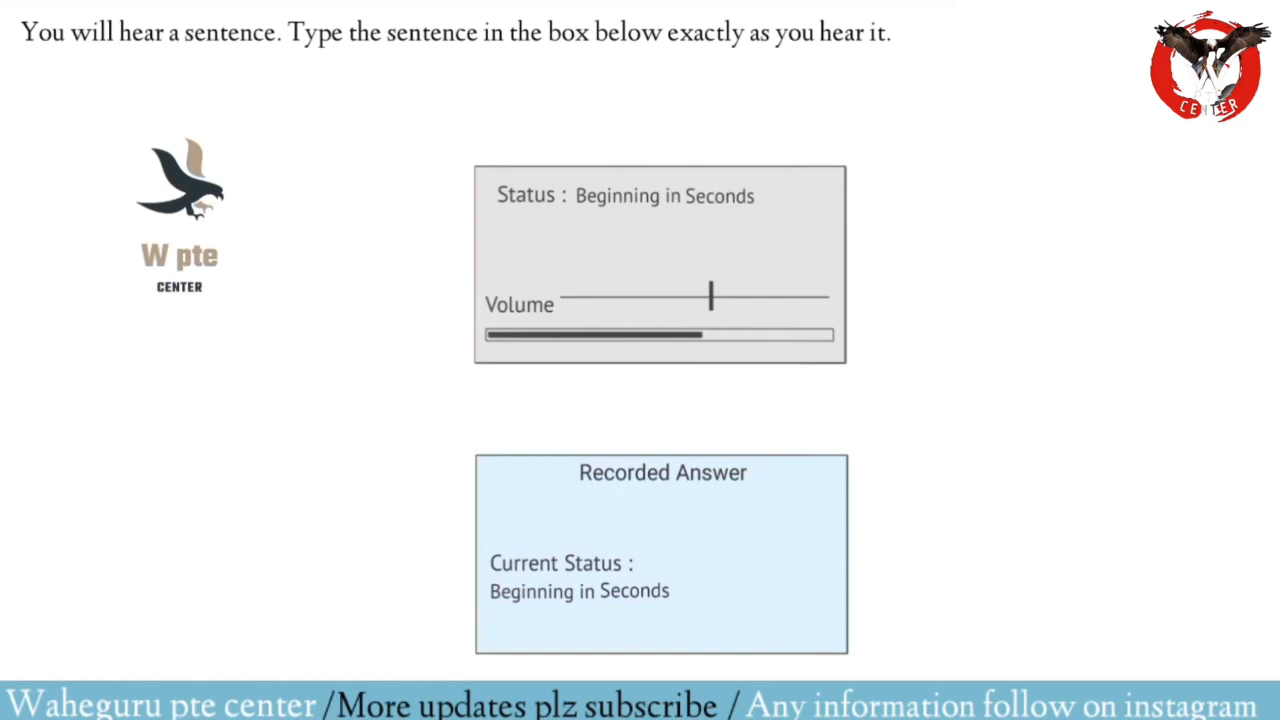 You will hear a sentence. Type the sentence in the box below exactly as you hear it.
CENTER
W pte
CENTER
Status : Beginning in Seconds
Volume
Recorded Answer
Current Status :
Beginning in Seconds
Waheguru pte center /More updates plz subscribe / Any information follow on instagram